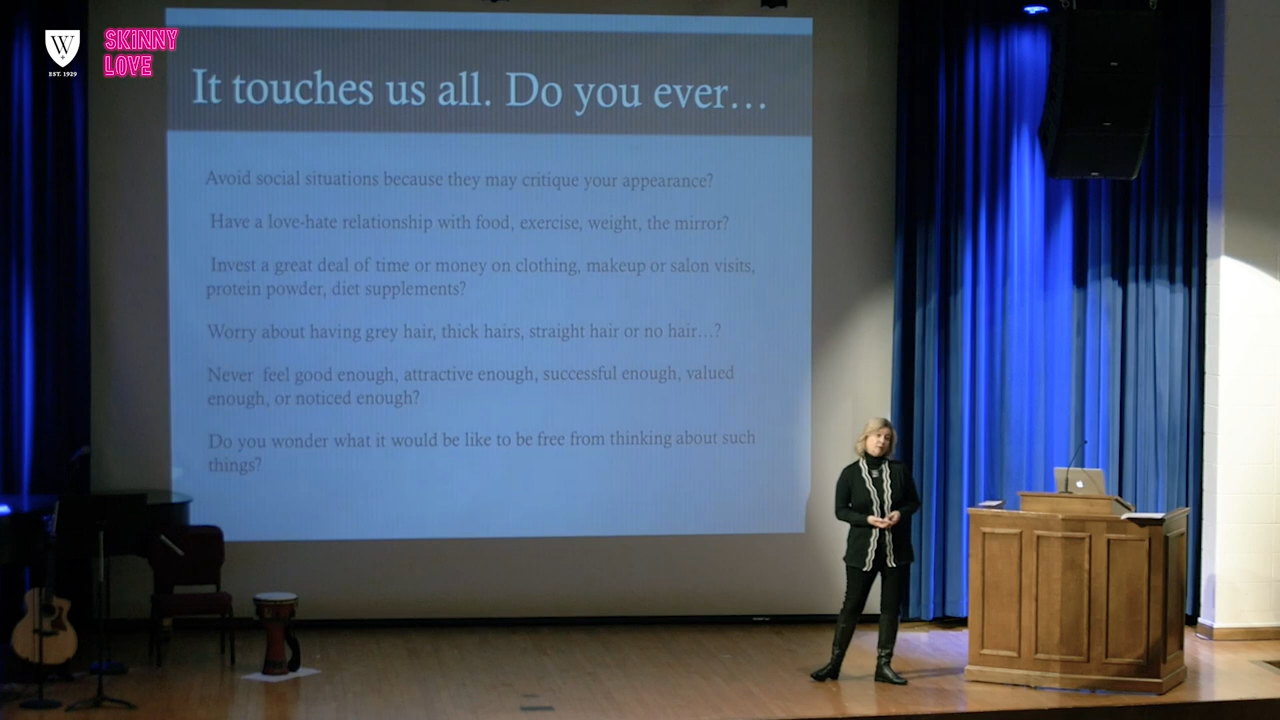 W
EST. 1929
SKINNY
LOVE
It touches us all. Do you ever…
Avoid social situations because they may critique your appearance?
Have a love-hate relationship with food, exercise, weight, the mirror?
Invest a great deal of time or money on clothing, makeup or salon visits,
protein powder, diet supplements?
Worry about having grey hair, thick hairs, straight hair or no hair…?
Never feel good enough, attractive enough, successful enough, valued
enough, or noticed enough?
Do you wonder what it would be like to be free from thinking about such
things?